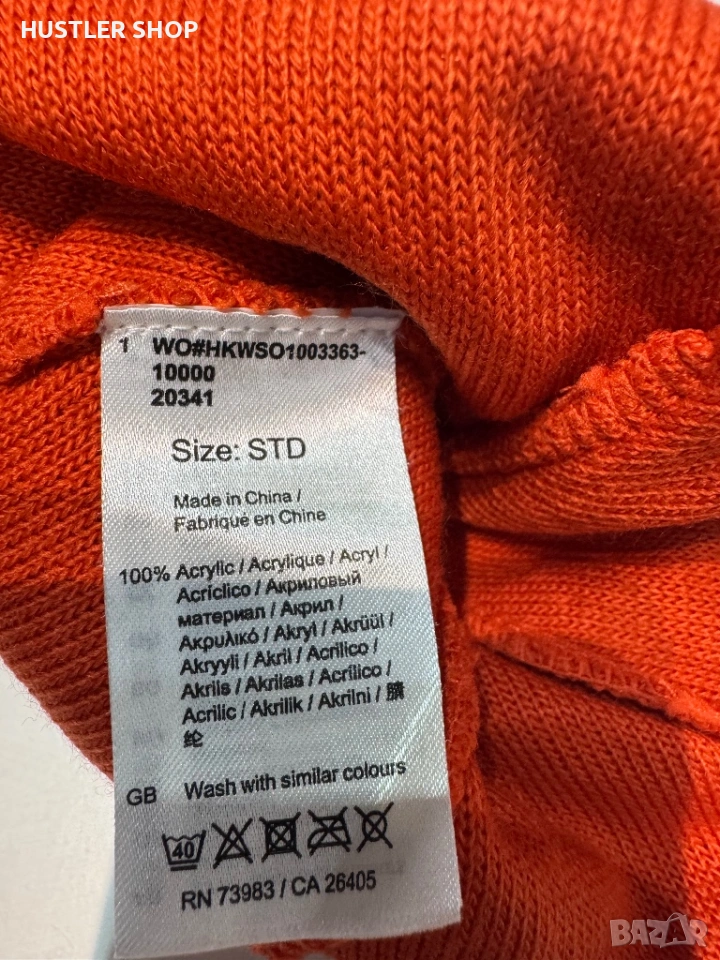 HUSTLER SHOP
1 WO#HKWSO1003363-
10000
20341
Size: STD
Made in China /
Fabriqué en Chine
100% Acrylic / Acrylique / Acryl /
Acriclico / Акриловый
материал / Акрил /
Ακρυλικό / Akryl / Akrüül /
Akryyli / Akril / Acrilico /
Akrils / Akrilas / Acrílico /
Acrilic / Akrilik / Akrilni / 腈
纶
GB Wash with similar colours
40
RN 73983 / CA 26405
BAZAR